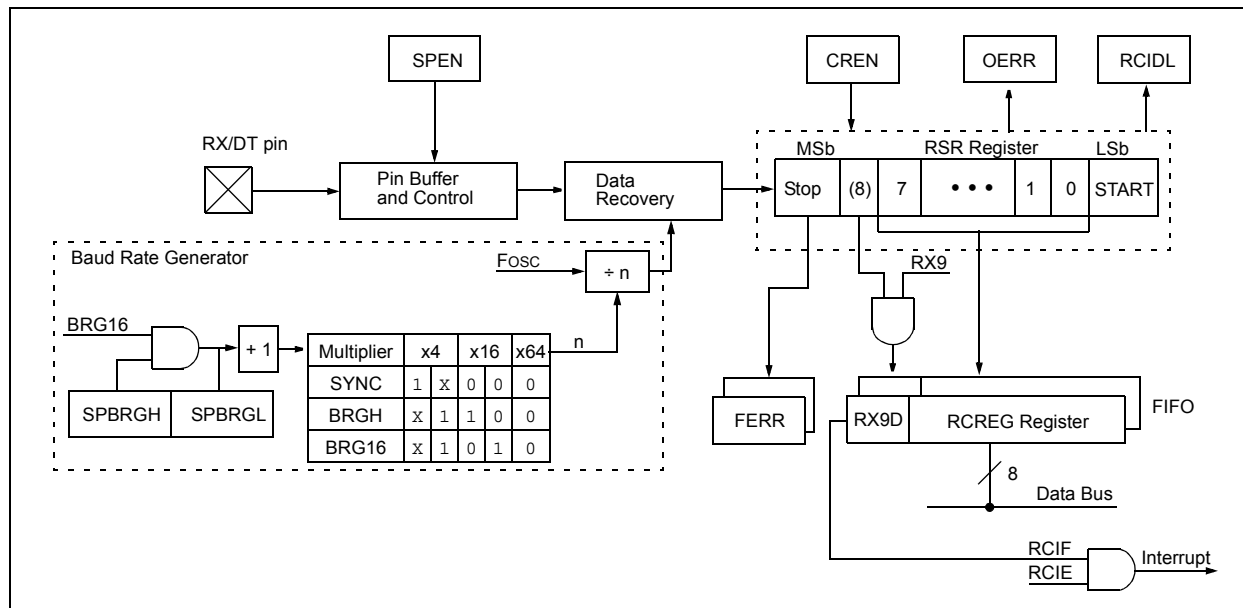 SPEN
CREN
OERR
RCIDL
RX/DT pin
Pin Buffer
and Control
Data
Recovery
MSb
RSR Register
LSb
Stop (8) 7 • • • 1 0 START
Baud Rate Generator
FOSC
÷ n
RX9
BRG16
+ 1
n
Multiplier x4 x16 x64
SYNC 1 X 0 0 0
BRGH X 1 1 0 0
BRG16 X 1 0 1 0
SPBRGH SPBRGL
FERR
RX9D
RCREG Register
FIFO
8
Data Bus
RCIF
RCIE
Interrupt